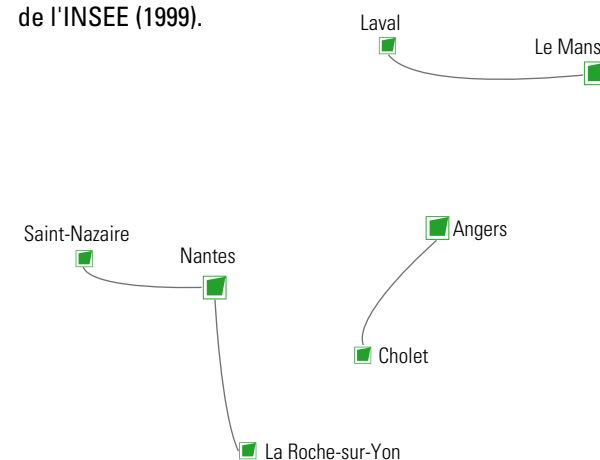 de l'INSEE (1999).
Laval
Le Mans
Saint-Nazaire
Nantes
Angers
Cholet
La Roche-sur-Yon